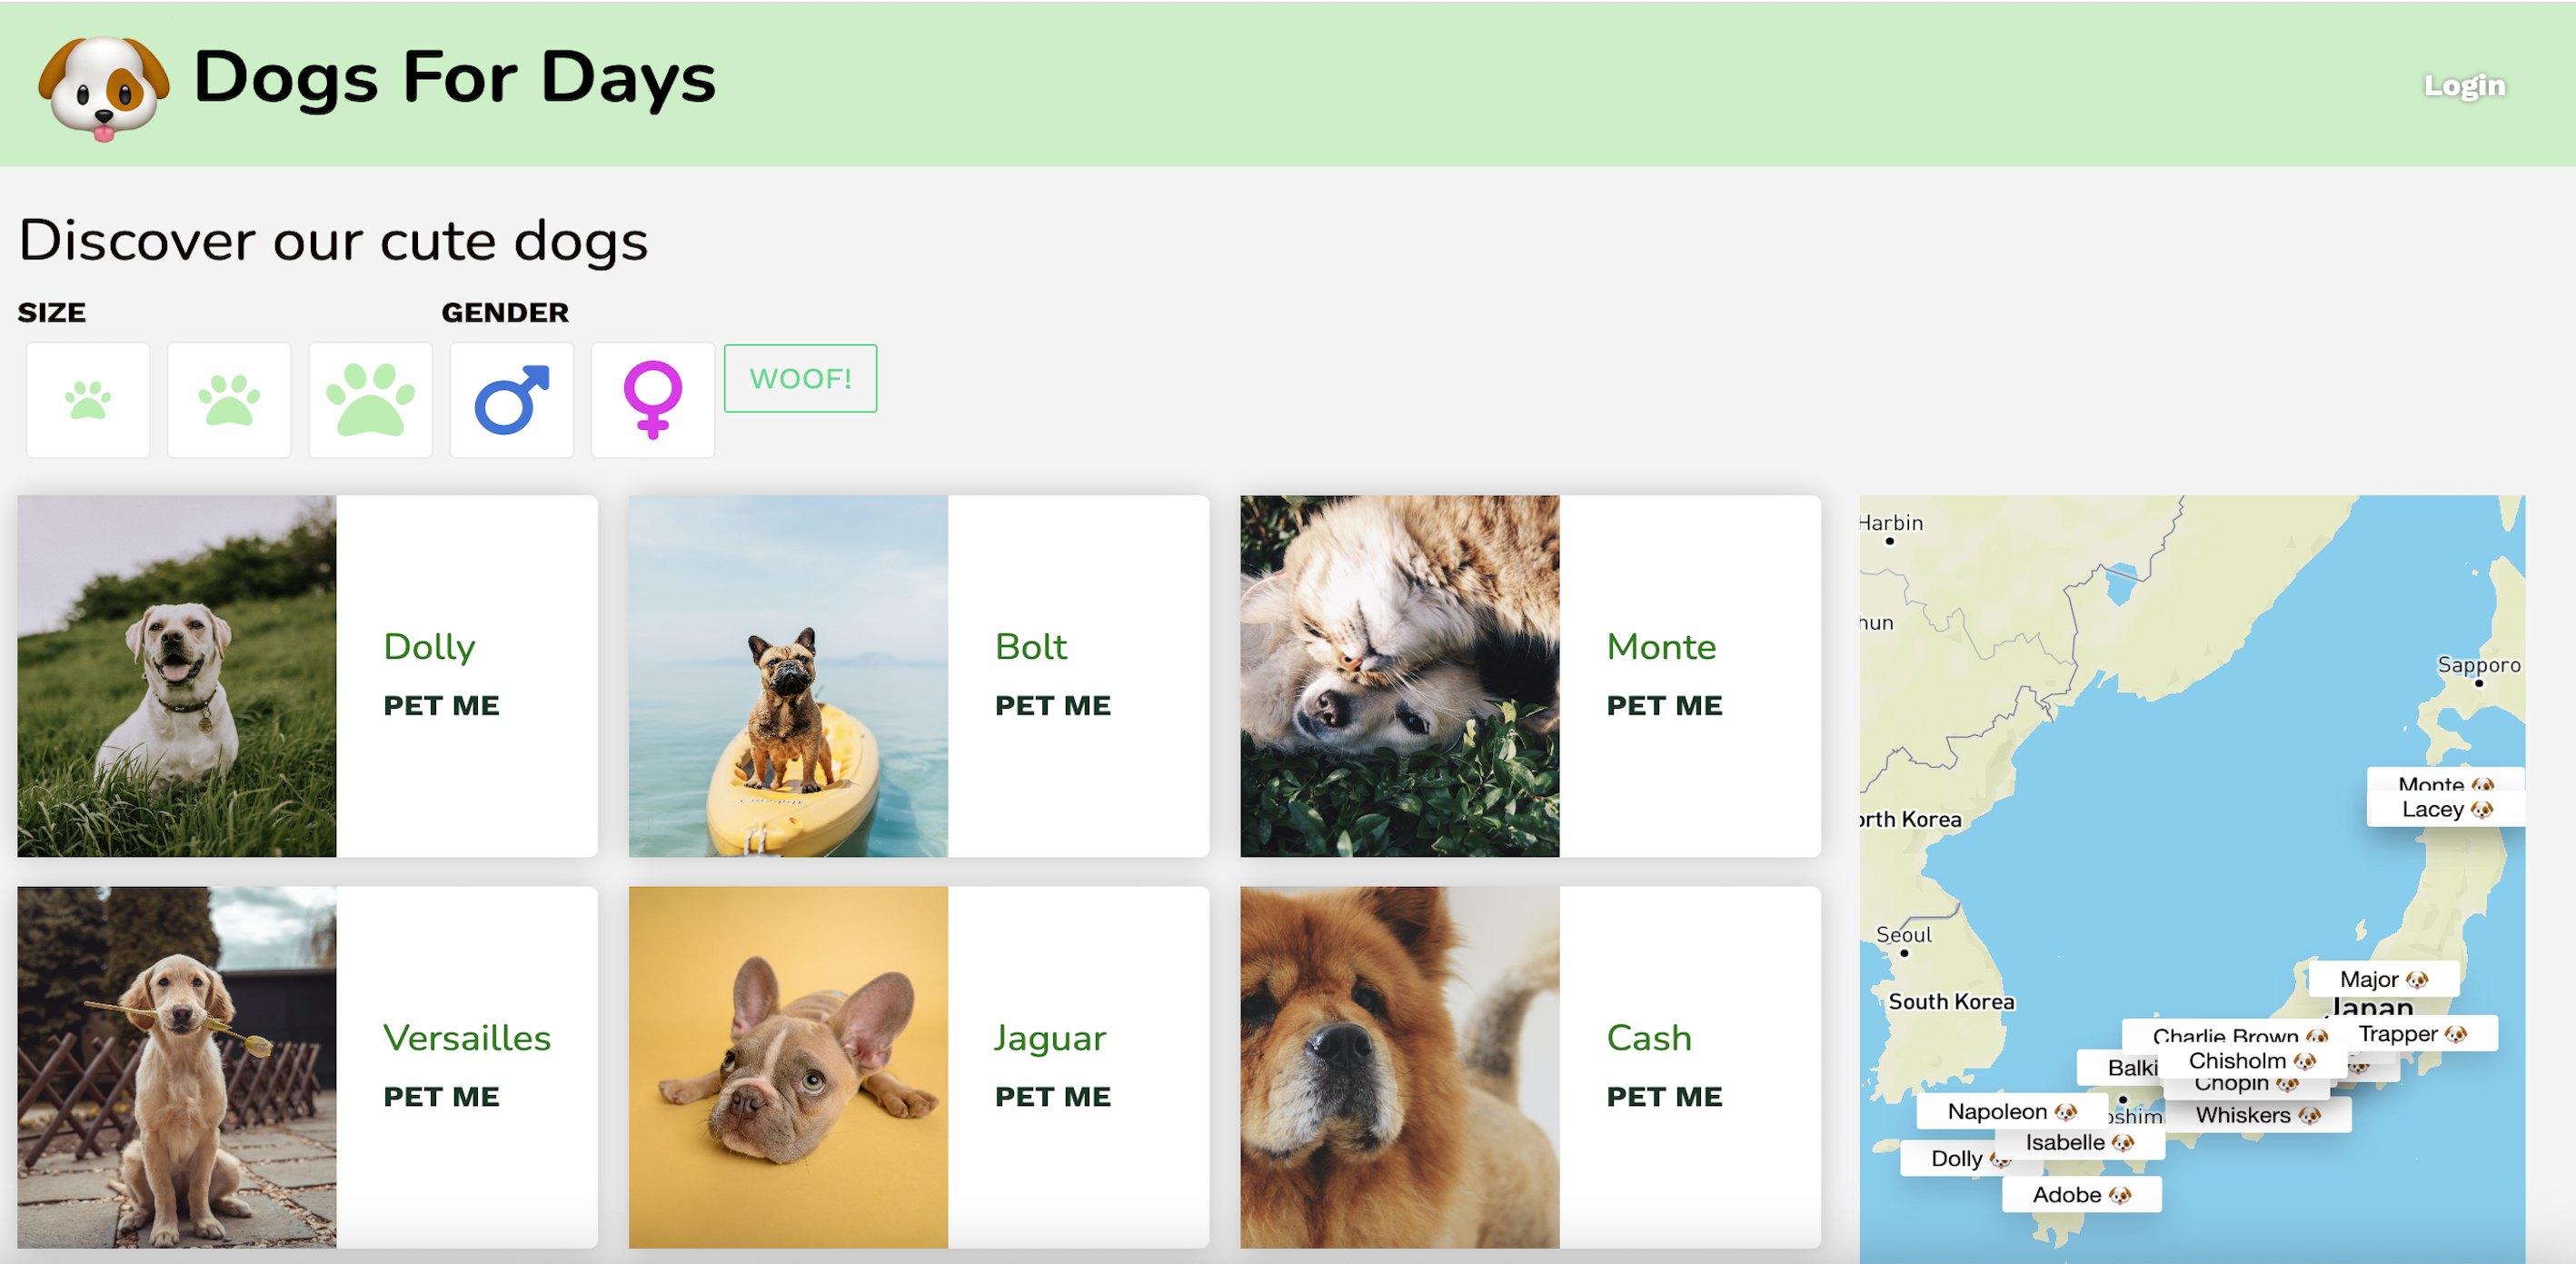 Dogs For Days
Login
Discover our cute dogs
SIZE
GENDER
WOOF!
Dolly
PET ME
Bolt
PET ME
Monte
PET ME
Versailles
PET ME
Jaguar
PET ME
Cash
PET ME
Harbin
hun
Sapporo
Monte
Lacey
orth Korea
Seoul
South Korea
Major
Japan
Charlie Brown
Trapper
Chisholm
Balki
Chopin
Napoleon
oshim
Whiskers
Isabelle
Dolly
Adobe